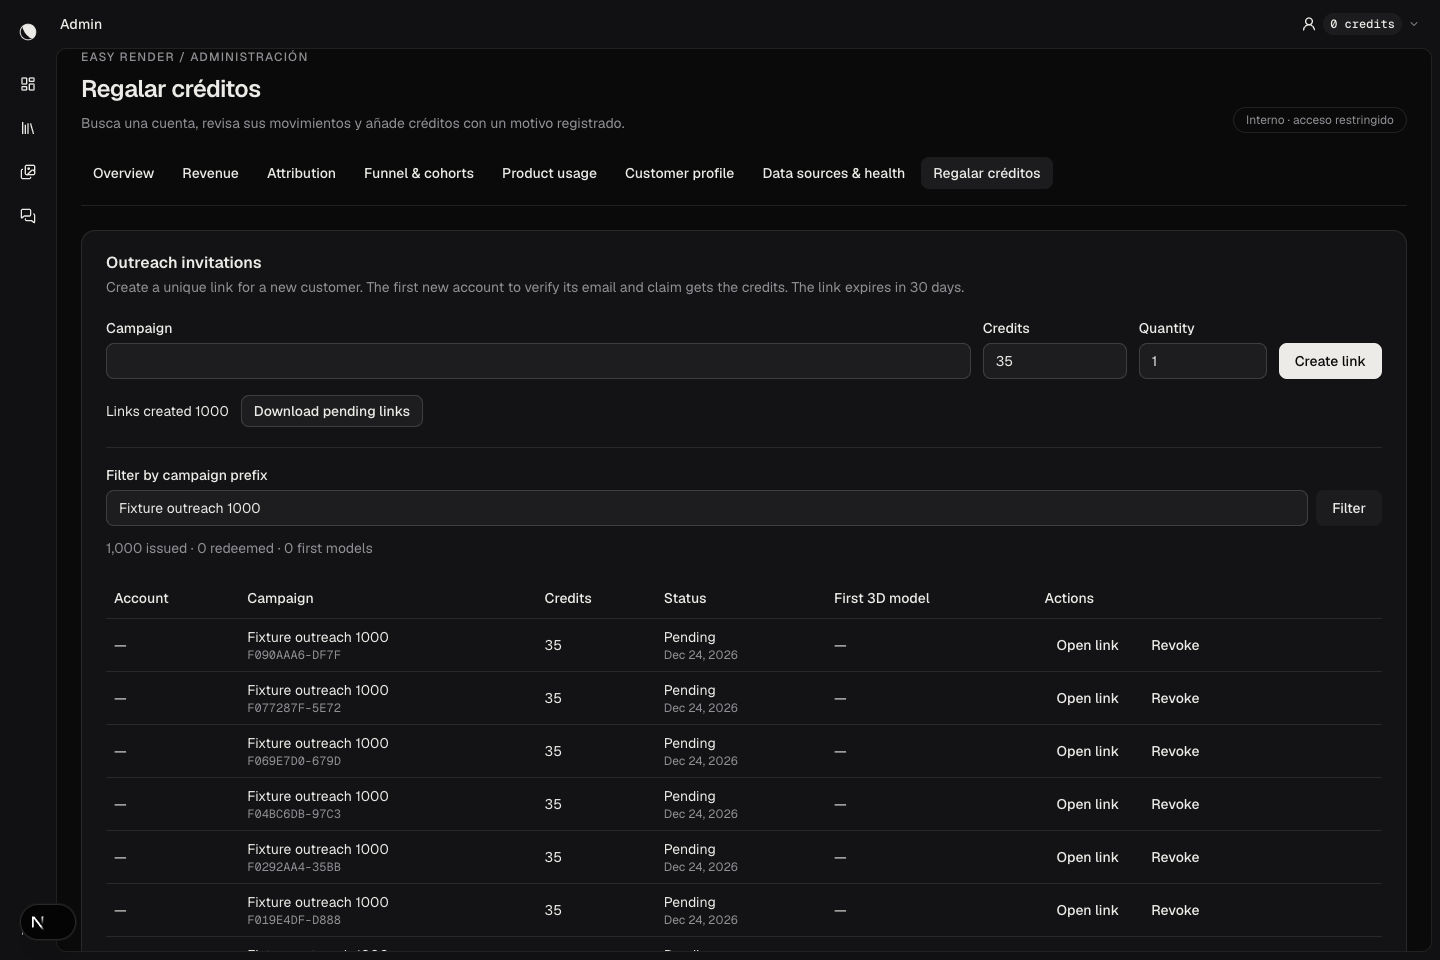 Admin
0 credits
EASY RENDER / ADMINISTRACIÓN
Regalar créditos
Busca una cuenta, revisa sus movimientos y añade créditos con un motivo registrado.
Interno · acceso restringido
Overview Revenue Attribution Funnel & cohorts Product usage Customer profile Data sources & health Regalar créditos
Outreach invitations
Create a unique link for a new customer. The first new account to verify its email and claim gets the credits. The link expires in 30 days.
Campaign Credits Quantity
35 1 Create link
Links created 1000 Download pending links
Filter by campaign prefix
Fixture outreach 1000 Filter
1,000 issued · 0 redeemed · 0 first models
Account Campaign Credits Status First 3D model Actions
— Fixture outreach 1000 35 Pending — Open link Revoke
F090AAA6-DF7F Dec 24, 2026
— Fixture outreach 1000 35 Pending — Open link Revoke
F077287F-5E72 Dec 24, 2026
— Fixture outreach 1000 35 Pending — Open link Revoke
F069E7D0-679D Dec 24, 2026
— Fixture outreach 1000 35 Pending — Open link Revoke
F04BC6DB-97C3 Dec 24, 2026
— Fixture outreach 1000 35 Pending — Open link Revoke
F0292AA4-35BB Dec 24, 2026
— Fixture outreach 1000 35 Pending — Open link Revoke
F019E4DF-D888 Dec 24, 2026
N